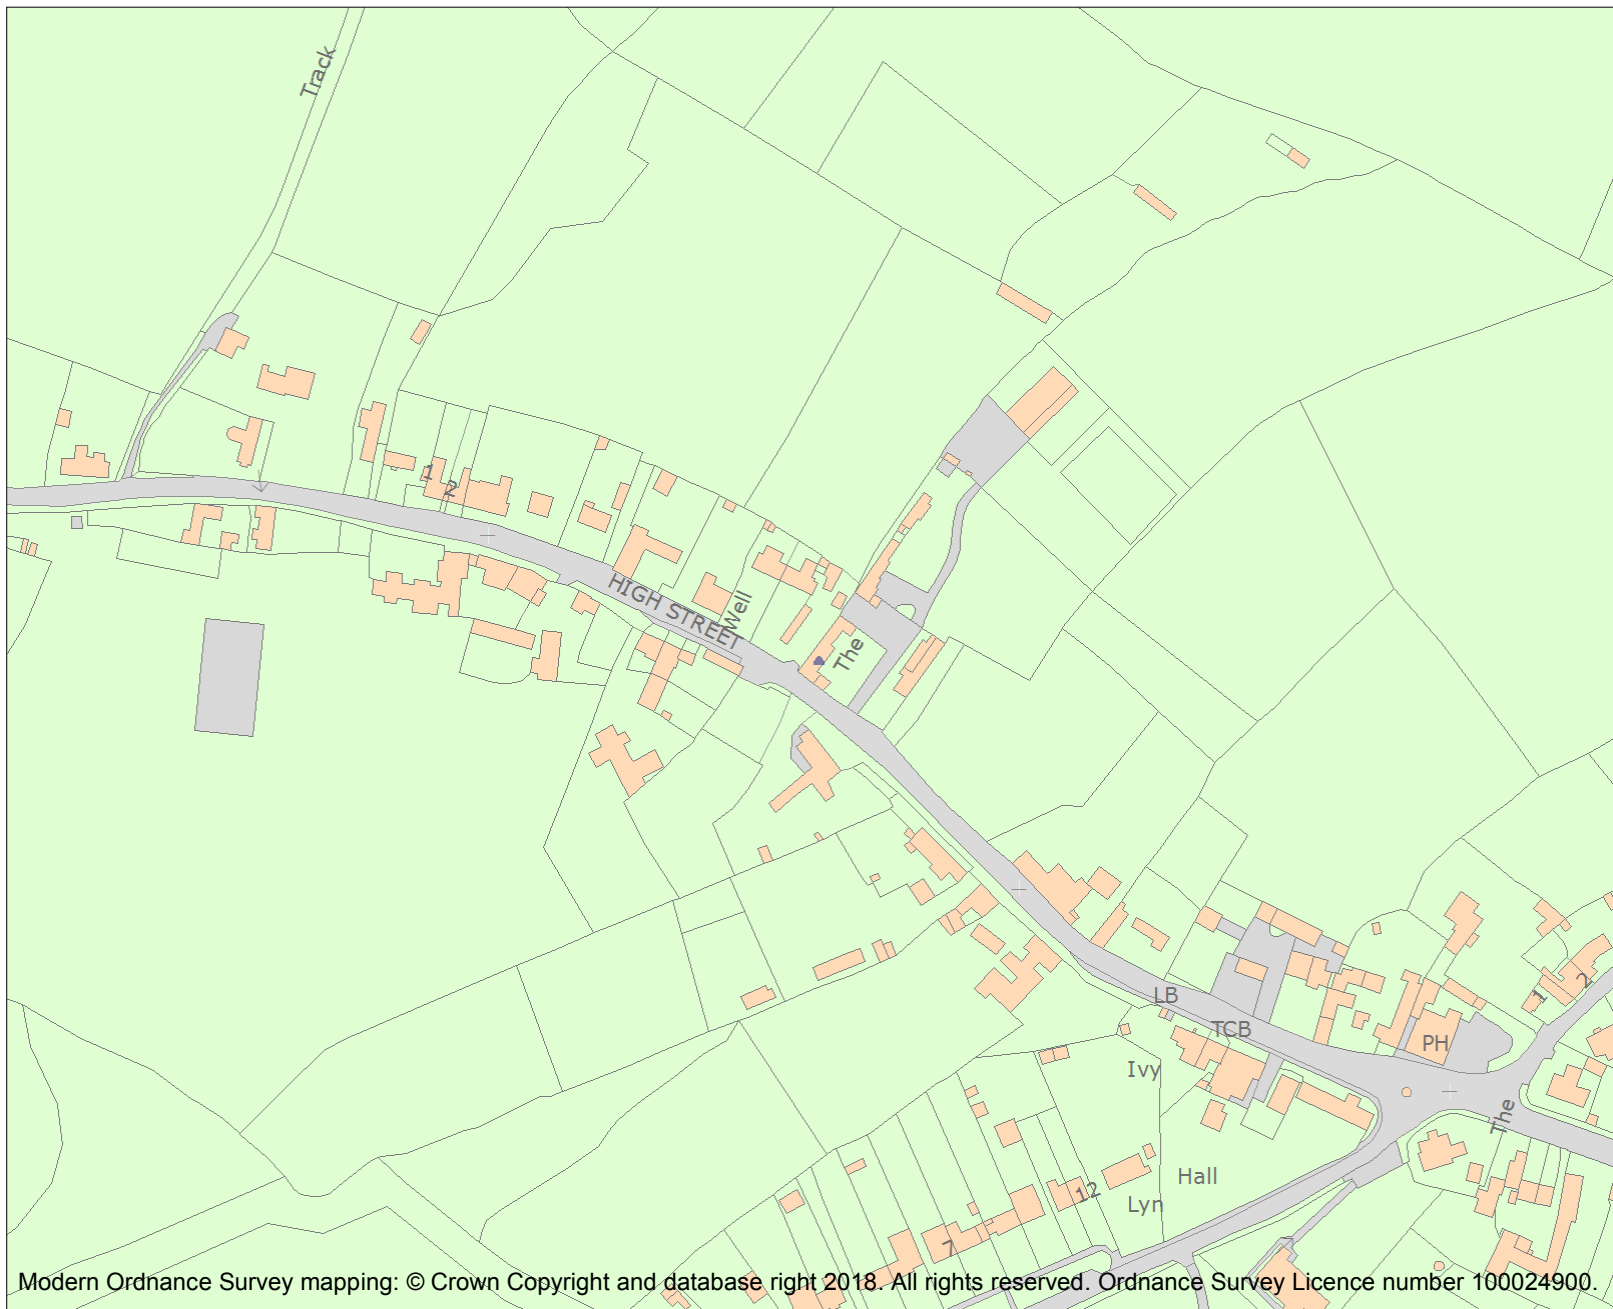 Track
1
2
HIGH STREET
Well
The
LB
TCB
PH
1
2
Ivy
The
Hall
12
Lyn
7
Modern Ordnance Survey mapping: © Crown Copyright and database right 2018. All rights reserved. Ordnance Survey Licence number 100024900.